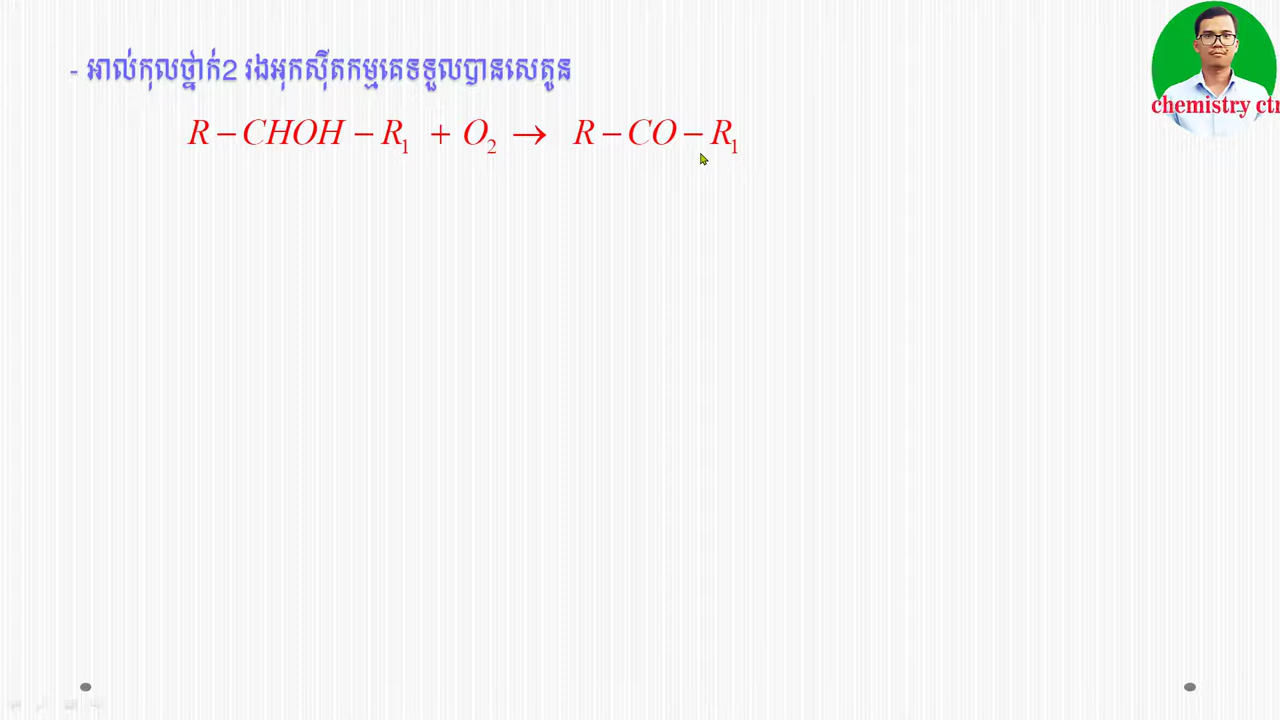 - អាល់កុលថ្នាក់2 រងអុកស៊ីតកម្មគេទទួលបានសេតូន
R – CHOH – R₁ + O₂ → R – CO – R₁
chemistry ctr